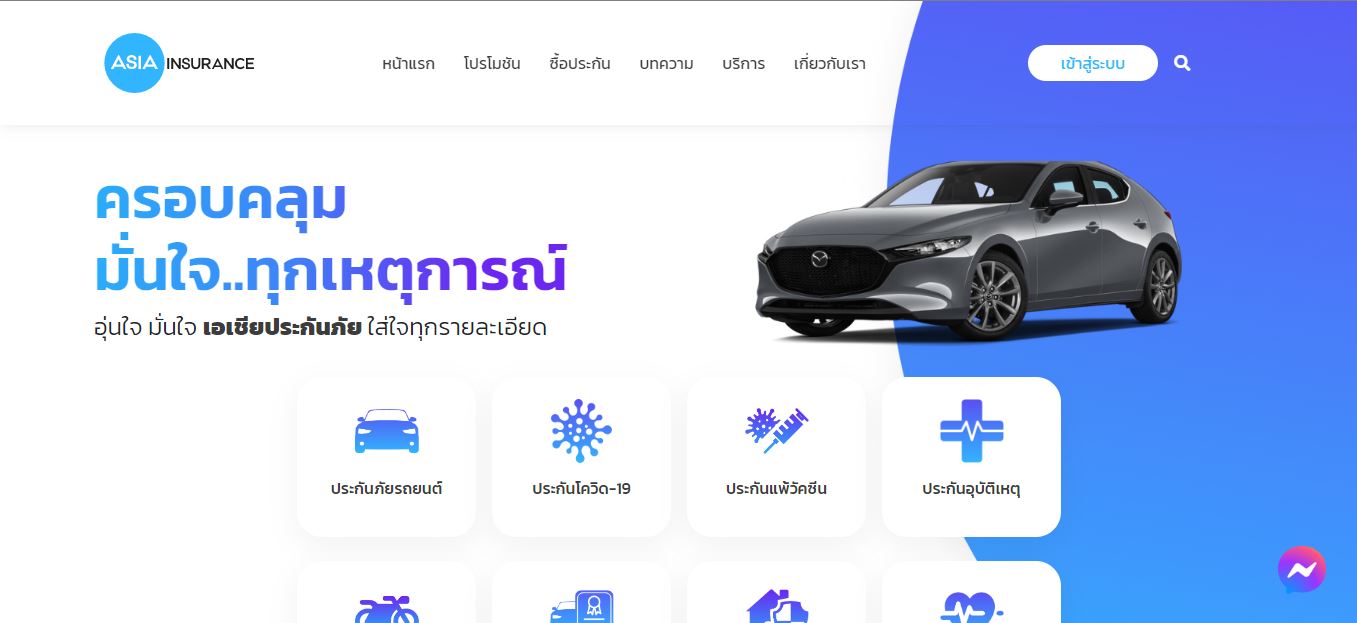 ASIA INSURANCE
หน้าแรก โปรโมชัน ซื้อประกัน บทความ บริการ เกี่ยวกับเรา
เข้าสู่ระบบ
ครอบคลุม
มั่นใจ..ทุกเหตุการณ์
อุ่นใจ มั่นใจ เอเชียประกันภัย ใส่ใจทุกรายละเอียด
ประกันภัยรถยนต์ ประกันโควิด-19 ประกันแพ้วัคซีน ประกันอุบัติเหตุ